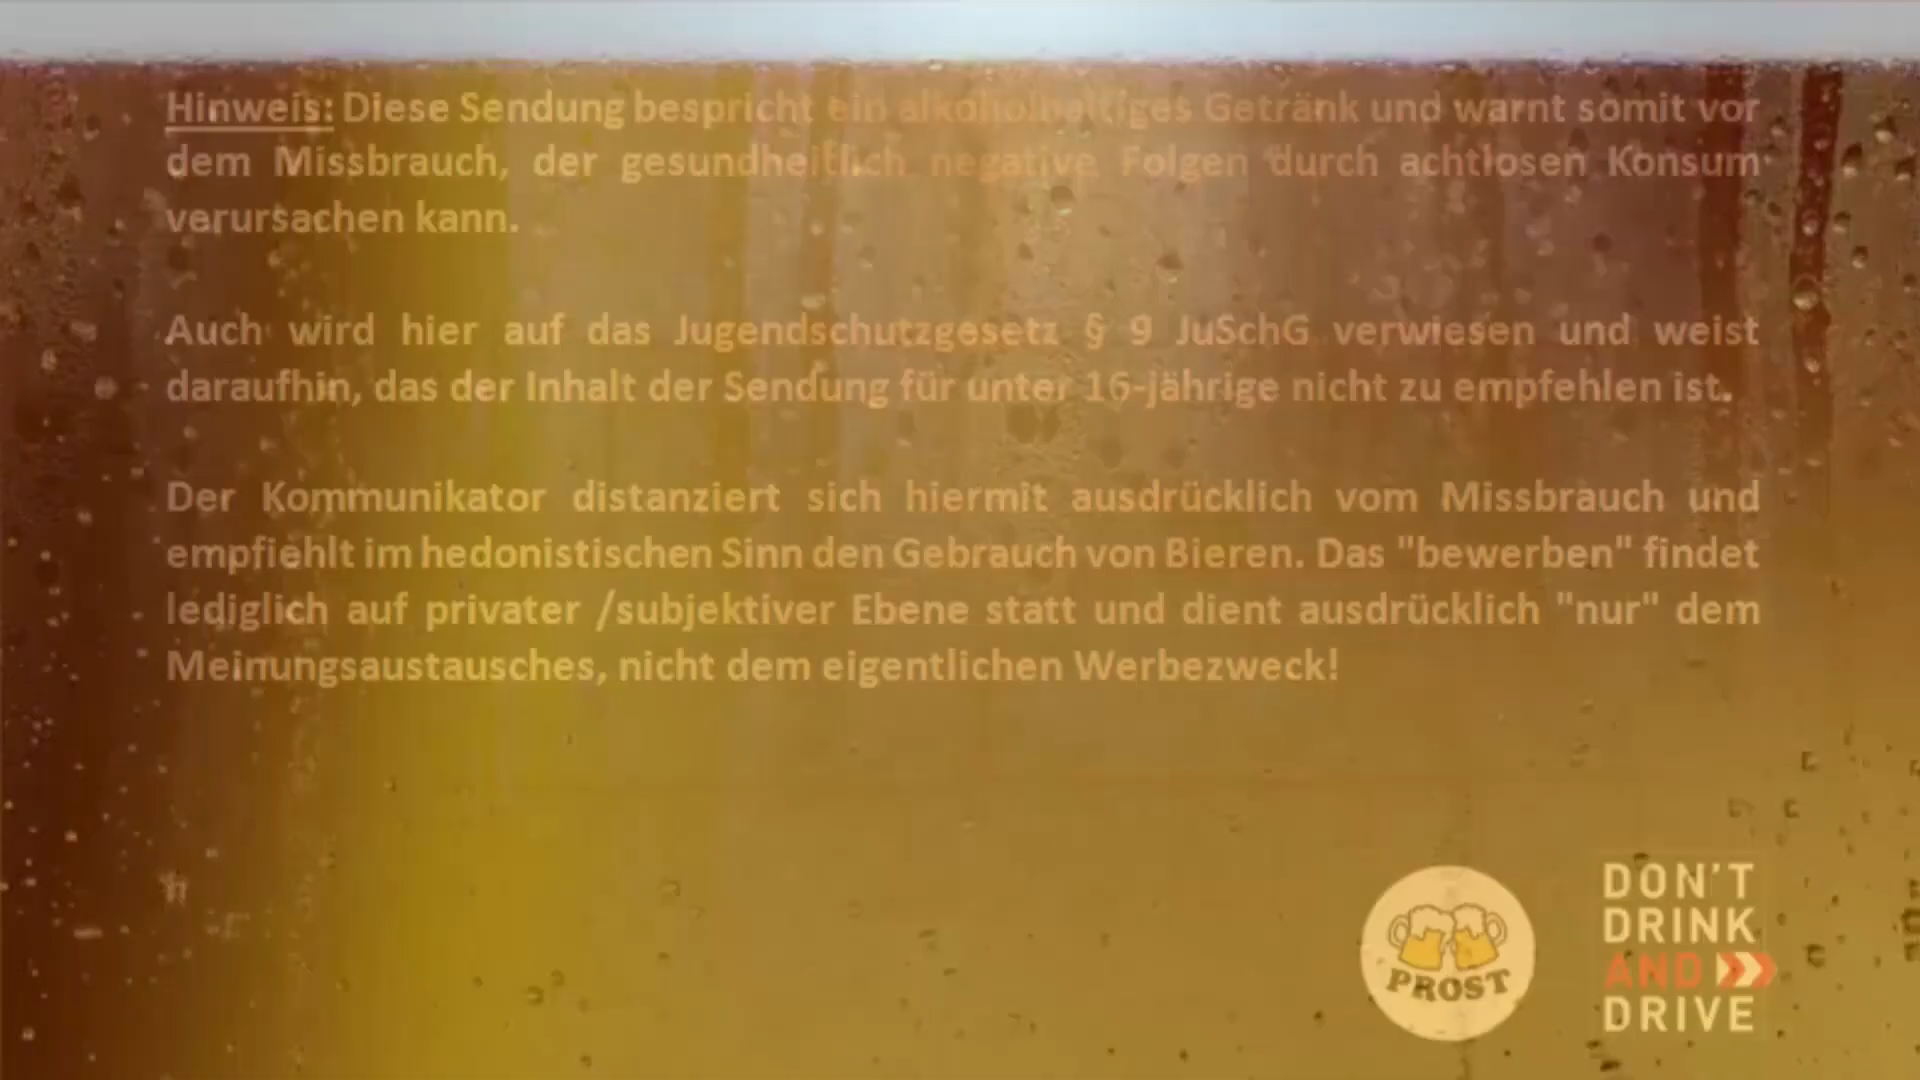 Hinweis: Diese Sendung bespricht ein alkoholhaltiges Getränk und warnt somit vor
dem Missbrauch, der gesundheitlich negative Folgen durch achtlosen Konsum
verursachen kann.
Auch wird hier auf das Jugendschutzgesetz § 9 JuSchG verwiesen und weist
daraufhin, das der Inhalt der Sendung für unter 16-jährige nicht zu empfehlen ist.
Der Kommunikator distanziert sich hiermit ausdrücklich vom Missbrauch und
empfiehlt im hedonistischen Sinn den Gebrauch von Bieren. Das "bewerben" findet
lediglich auf privater /subjektiver Ebene statt und dient ausdrücklich "nur" dem
Meinungsaustausches, nicht dem eigentlichen Werbezweck!
PROST
DON'T
DRINK
AND
DRIVE